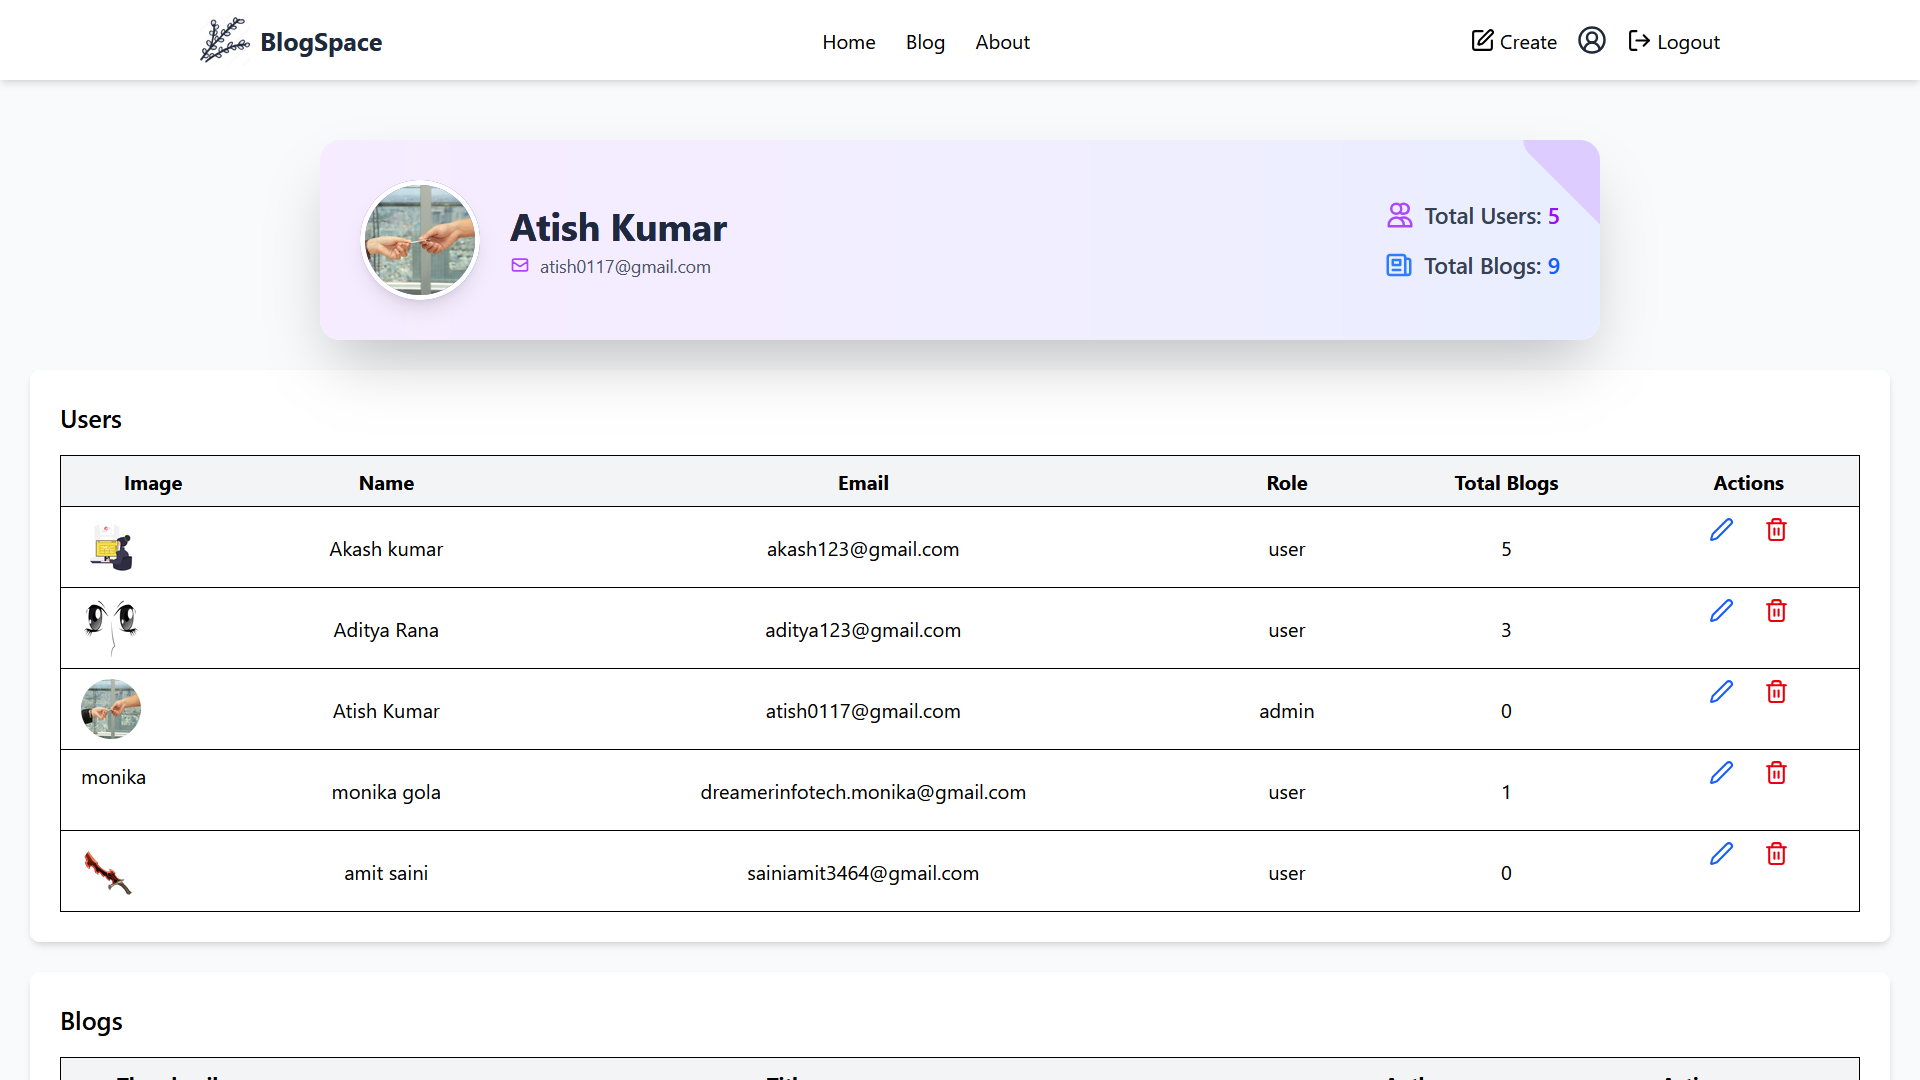 BlogSpace
Home Blog About
Create Logout
Atish Kumar
atish0117@gmail.com
Total Users: 5
Total Blogs: 9
Users
Image Name Email Role Total Blogs Actions
Akash kumar akash123@gmail.com user 5
Aditya Rana aditya123@gmail.com user 3
Atish Kumar atish0117@gmail.com admin 0
monika monika gola dreamerinfotech.monika@gmail.com user 1
amit saini sainiamit3464@gmail.com user 0
Blogs